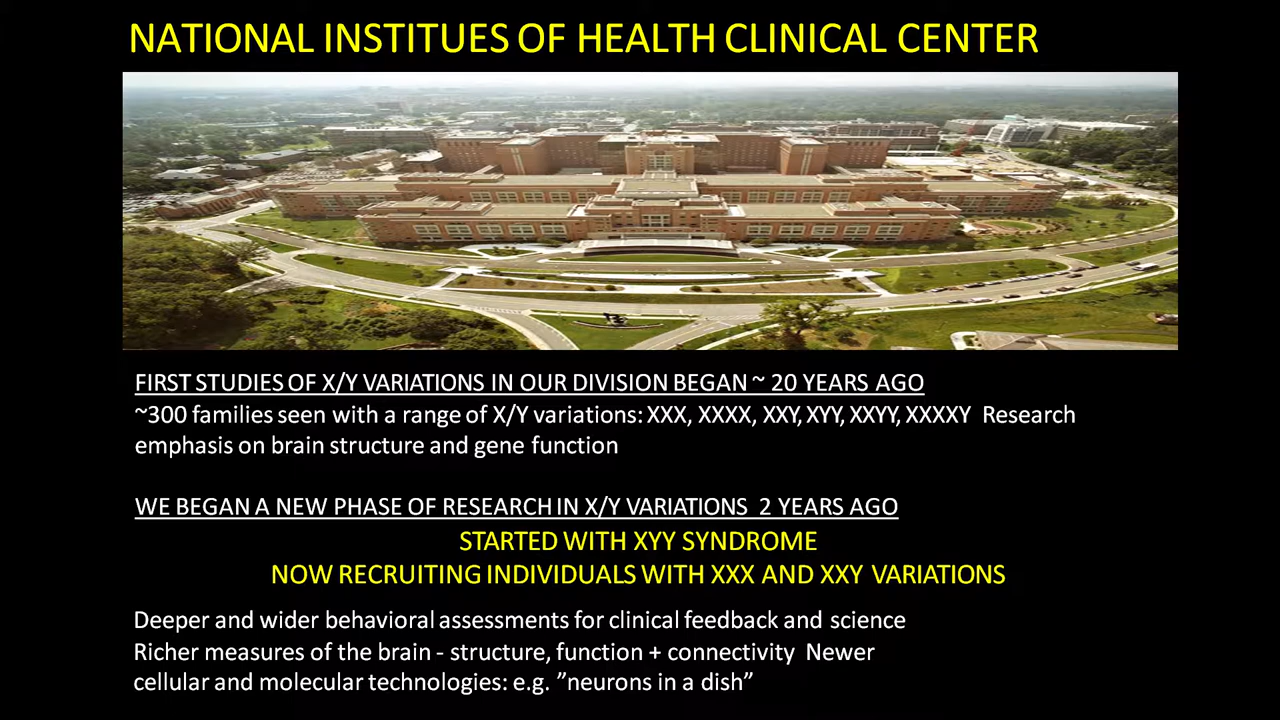 NATIONAL INSTITUES OF HEALTH CLINICAL CENTER
FIRST STUDIES OF X/Y VARIATIONS IN OUR DIVISION BEGAN ~ 20 YEARS AGO
~300 families seen with a range of X/Y variations: XXX, XXXX, XXY, XYY, XXYY, XXXXY Research
emphasis on brain structure and gene function
WE BEGAN A NEW PHASE OF RESEARCH IN X/Y VARIATIONS 2 YEARS AGO
STARTED WITH XYY SYNDROME
NOW RECRUITING INDIVIDUALS WITH XXX AND XXY VARIATIONS
Deeper and wider behavioral assessments for clinical feedback and science
Richer measures of the brain - structure, function + connectivity Newer
cellular and molecular technologies: e.g. ”neurons in a dish”